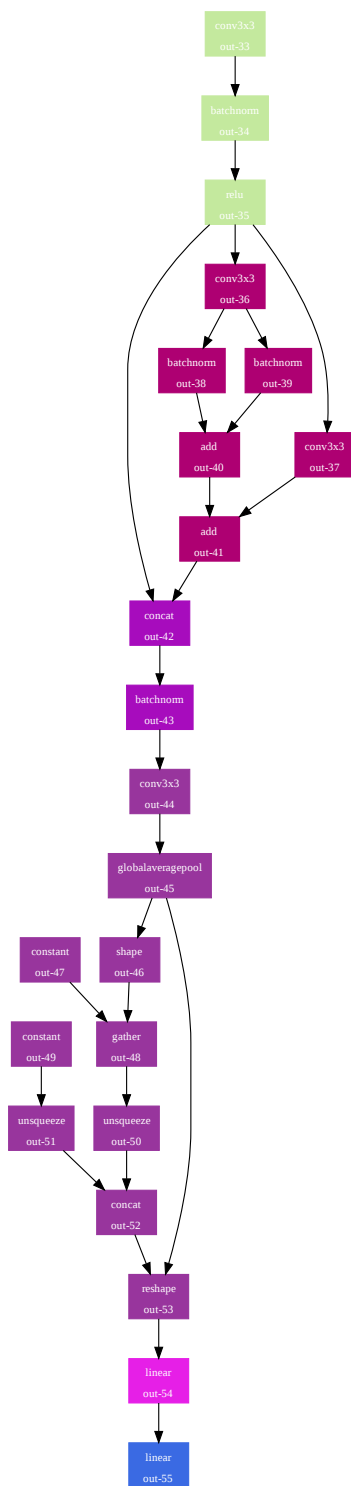 conv3x3
out-33
batchnorm
out-34
relu
out-35
conv3x3
out-36
batchnorm
out-38
batchnorm
out-39
add
out-40
conv3x3
out-37
add
out-41
concat
out-42
batchnorm
out-43
conv3x3
out-44
globalaveragepool
out-45
constant
out-47
shape
out-46
constant
out-49
gather
out-48
unsqueeze
out-51
unsqueeze
out-50
concat
out-52
reshape
out-53
linear
out-54
linear
out-55